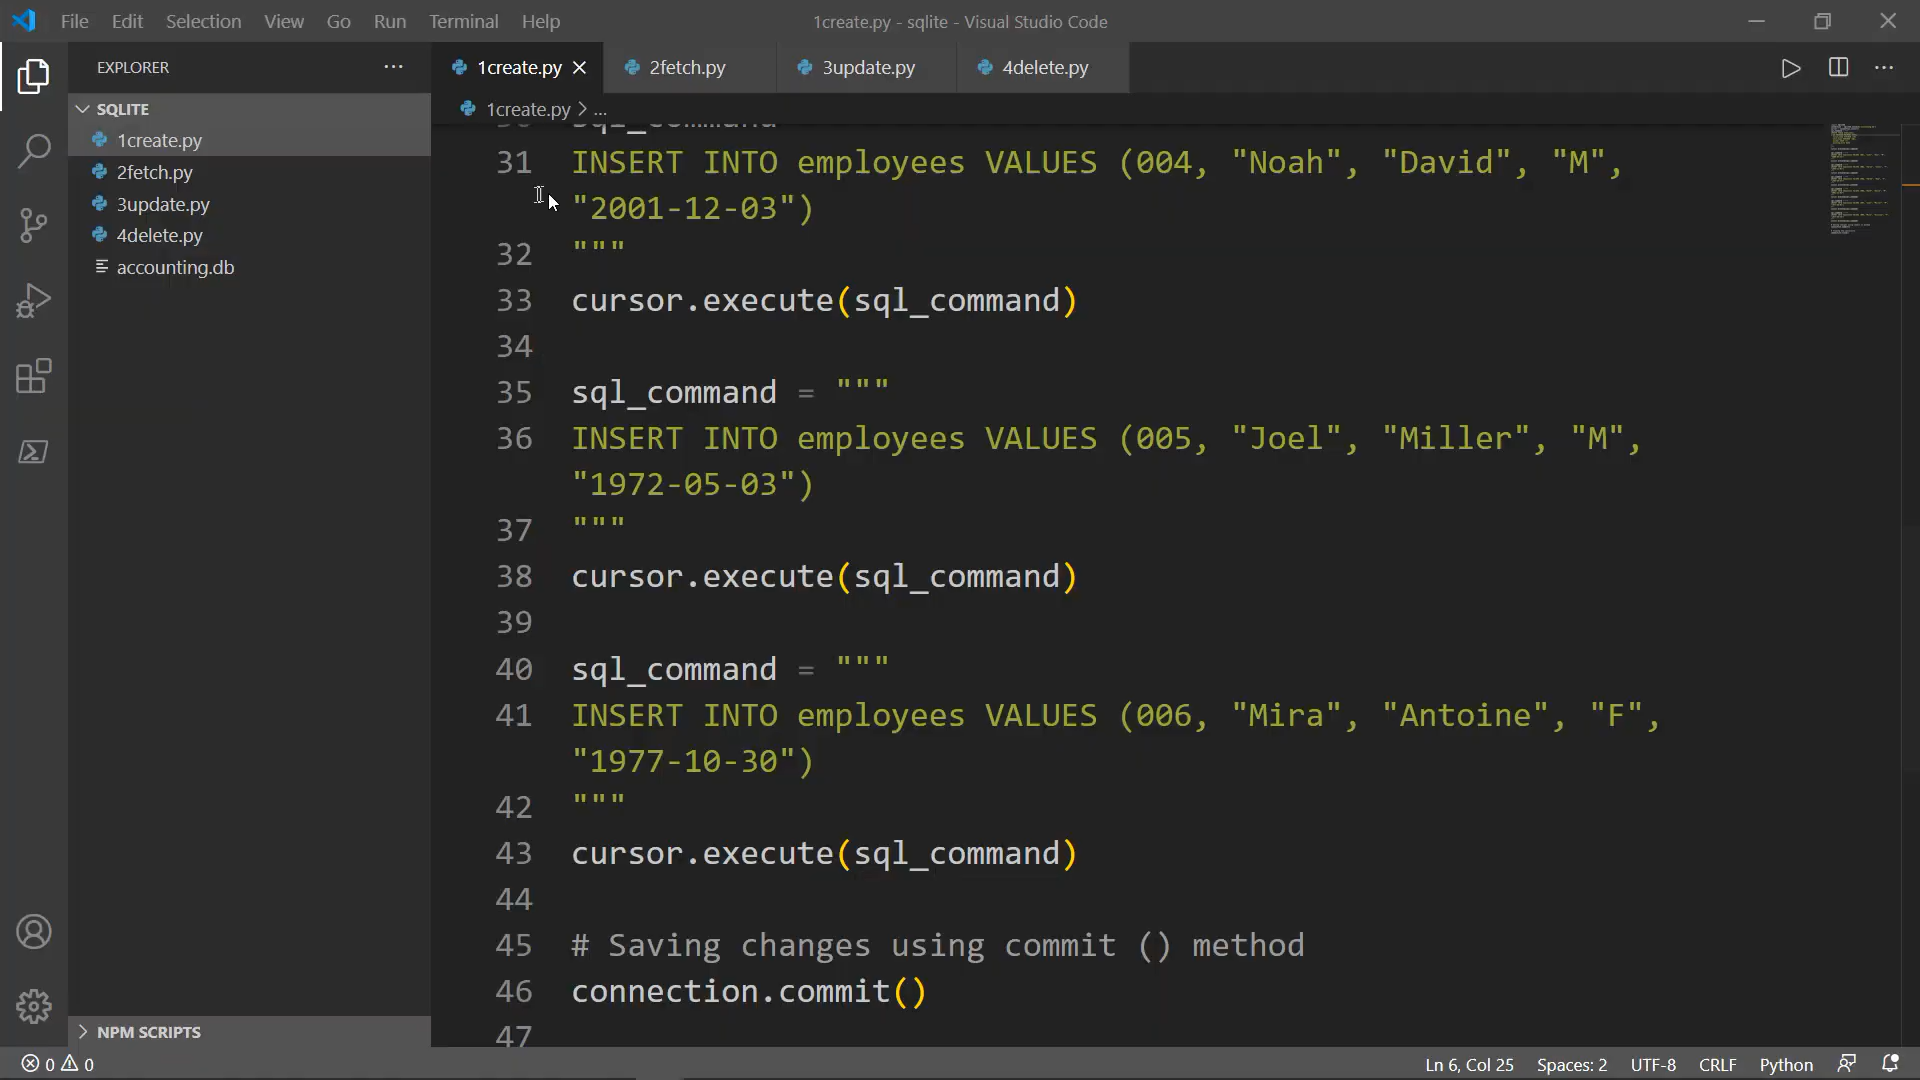 File Edit Selection View Go Run Terminal Help
1create.py - sqlite - Visual Studio Code
EXPLORER
SQLITE
1create.py
2fetch.py
3update.py
4delete.py
accounting.db
NPM SCRIPTS
1create.py 2fetch.py 3update.py 4delete.py
1create.py > ...
30 sql_command
31 INSERT INTO employees VALUES (004, "Noah", "David", "M",
"2001-12-03")
32 """
33 cursor.execute(sql_command)
34
35 sql_command = """
36 INSERT INTO employees VALUES (005, "Joel", "Miller", "M",
"1972-05-03")
37 """
38 cursor.execute(sql_command)
39
40 sql_command = """
41 INSERT INTO employees VALUES (006, "Mira", "Antoine", "F",
"1977-10-30")
42 """
43 cursor.execute(sql_command)
44
45 # Saving changes using commit () method
46 connection.commit()
47
0 0
Ln 6, Col 25 Spaces: 2 UTF-8 CRLF Python